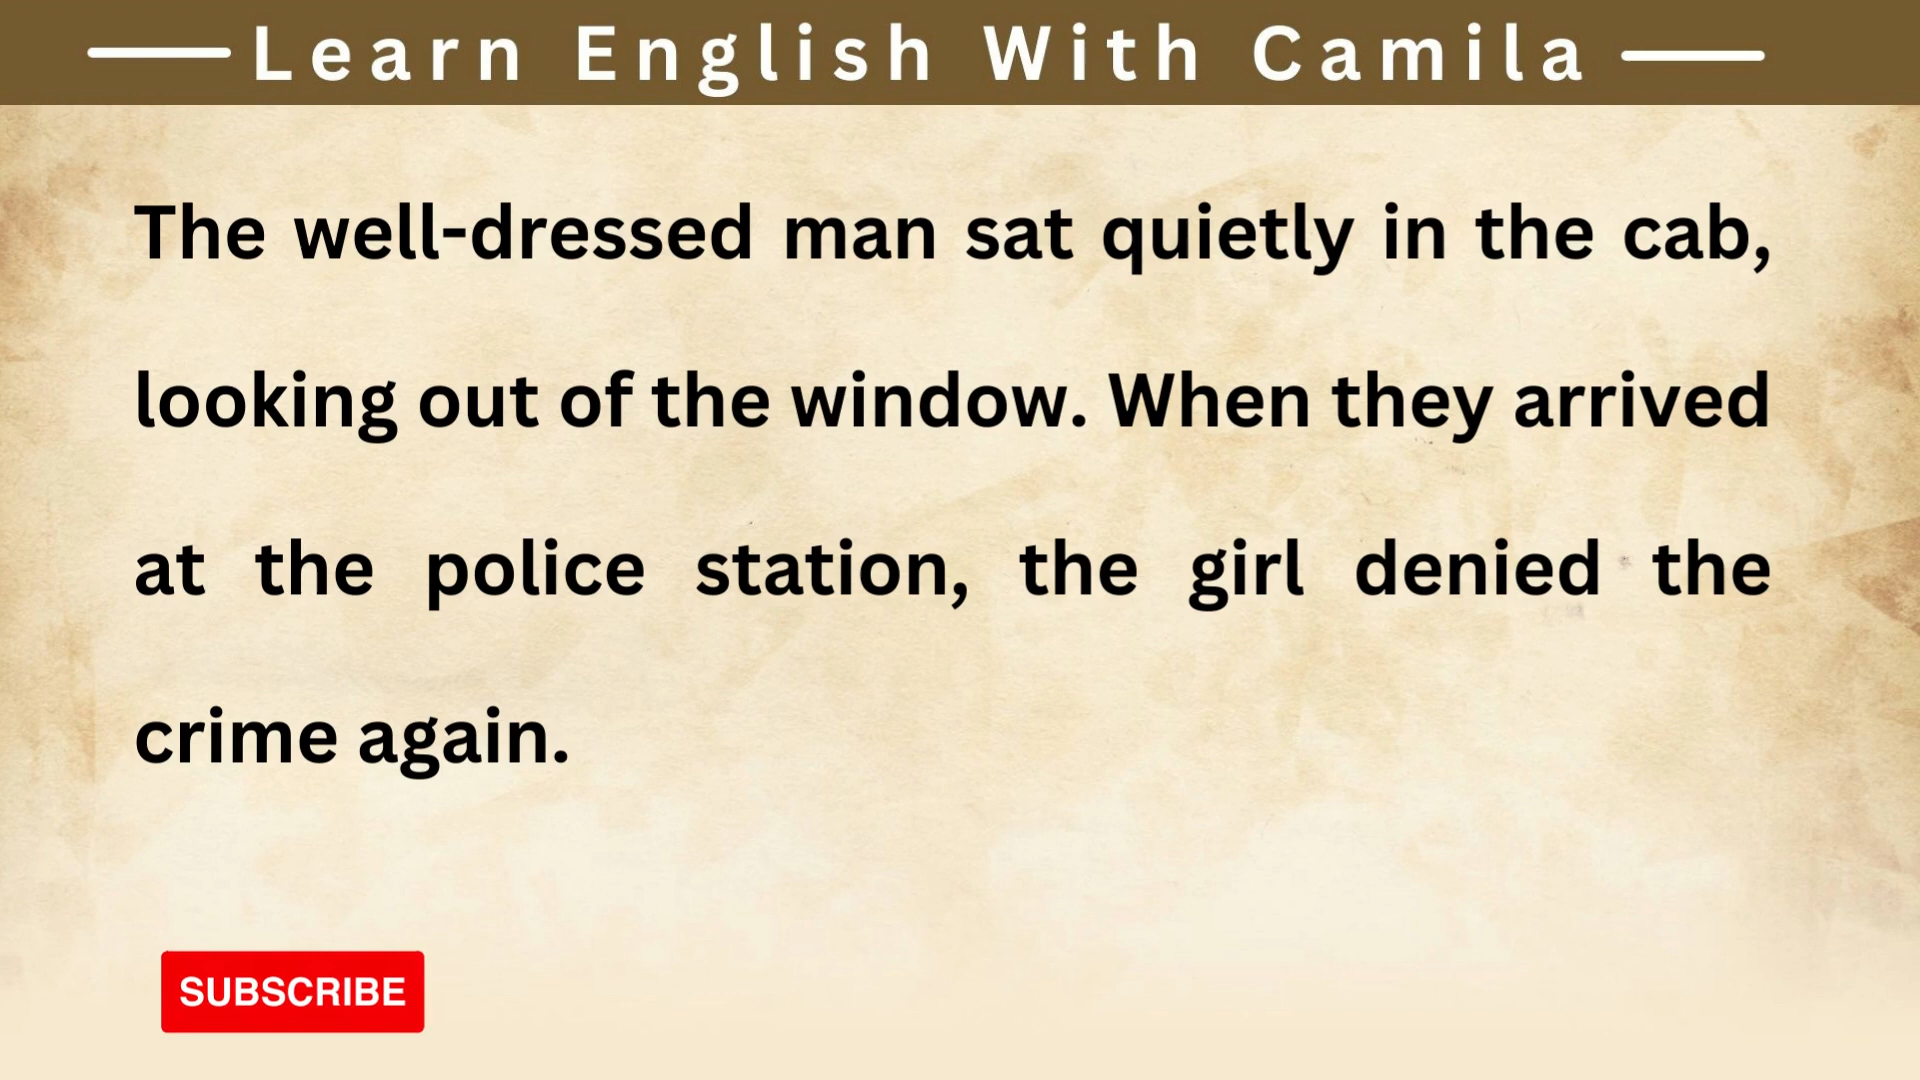 Learn English With Camila
The well-dressed man sat quietly in the cab,
looking out of the window. When they arrived
at the police station, the girl denied the
crime again.
SUBSCRIBE